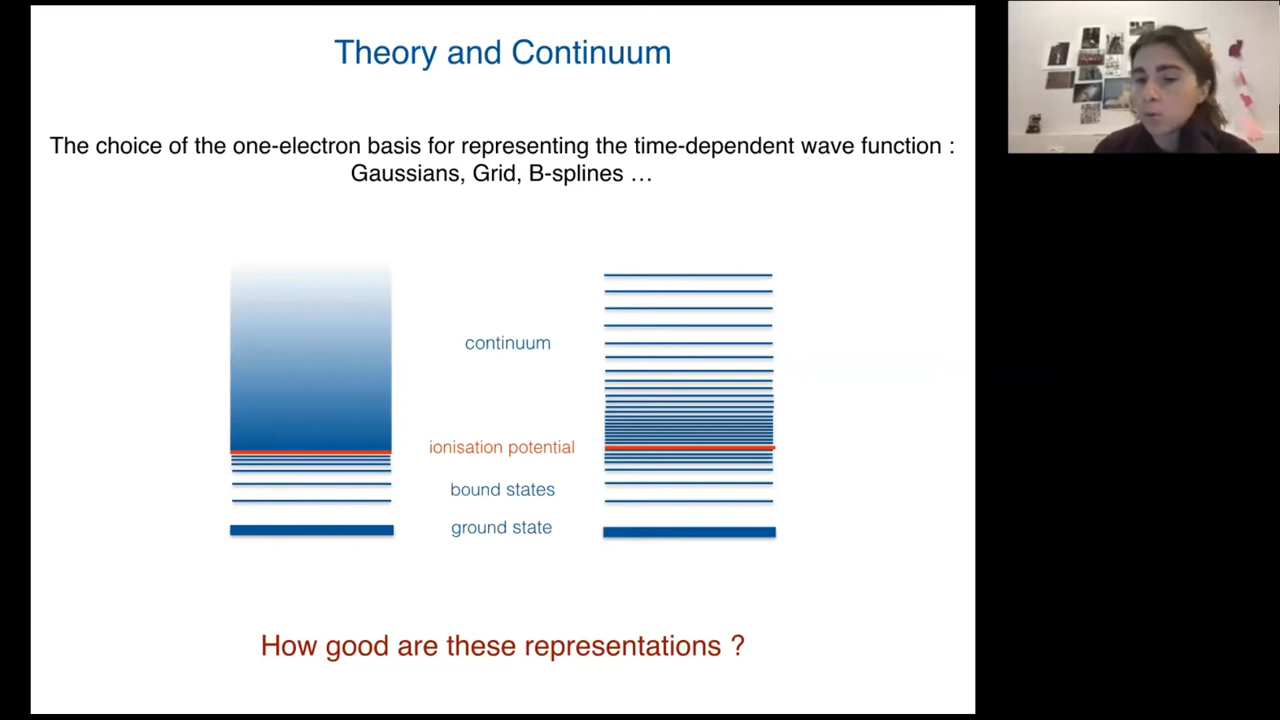 Theory and Continuum
The choice of the one-electron basis for representing the time-dependent wave function :
Gaussians, Grid, B-splines …
continuum
ionisation potential
bound states
ground state
How good are these representations ?